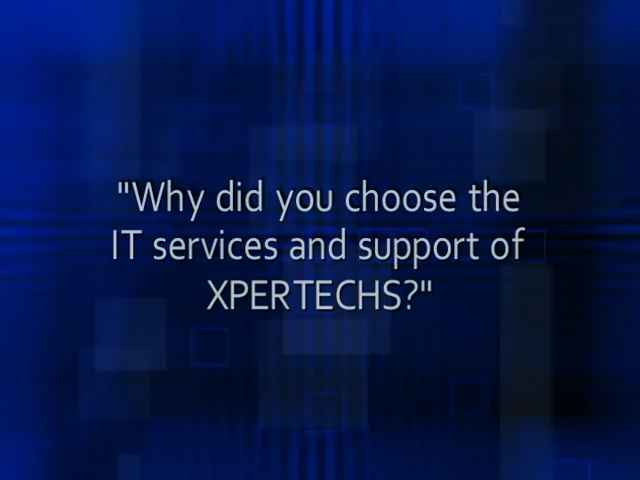 "Why did you choose the
IT services and support of
XPERTECHS?"